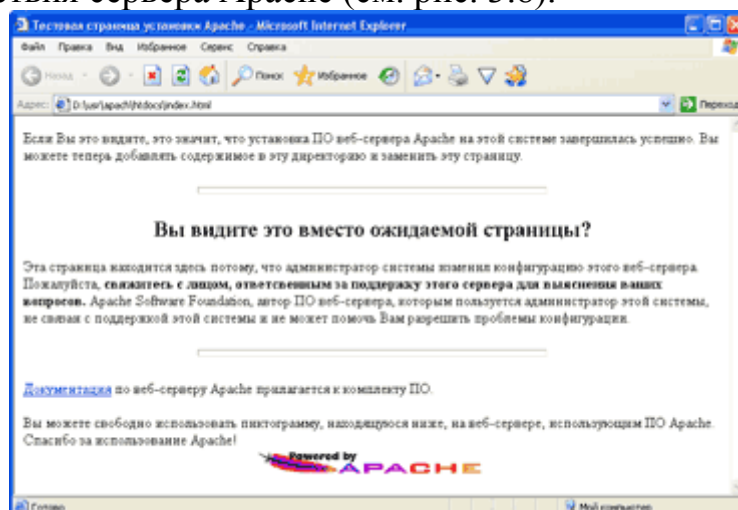 ствия сервера Apache (см. рис. 3.8).
Тестовая страница установки Apache - Microsoft Internet Explorer
Файл Правка Вид Избранное Сервис Справка
Назад Поиск Избранное
Адрес: D:\usr\apach\htdocs\index.html Переход
Если Вы это видите, это значит, что установка ПО веб-сервера Apache на этой системе завершилась успешно. Вы
можете теперь добавлять содержимое в эту директорию и заменить эту страницу.
Вы видите это вместо ожидаемой страницы?
Эта страница находится здесь потому, что администратор системы изменил конфигурацию этого веб-сервера.
Пожалуйста, свяжитесь с лицом, ответсвенным за поддержку этого сервера для выяснения ваших
вопросов. Apache Software Foundation, автор ПО веб-сервера, которым пользуется администратор этой системы,
не связан с поддержкой этой системы и не может помочь Вам разрешить проблемы конфигурации.
Документация по веб-серверу Apache прилагается к комплекту ПО.
Вы можете свободно использовать пиктограмму, находящуюся ниже, на веб-сервере, использующим ПО Apache.
Спасибо за использование Apache!
Powered by
APACHE
Готово Мой компьютер